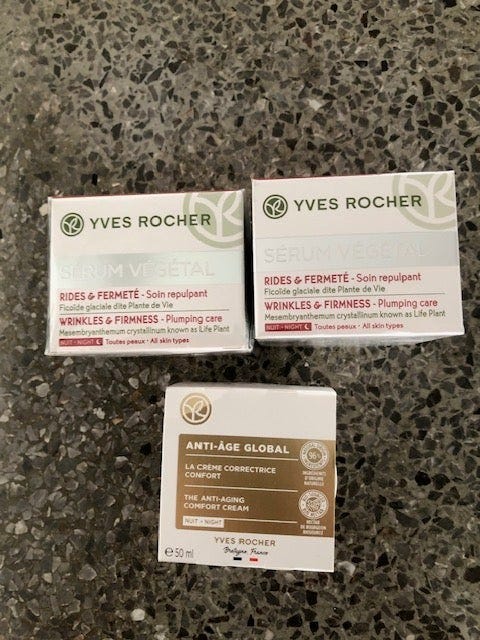 YVES ROCHER
SÉRUM VÉGÉTAL
RIDES & FERMETÉ - Soin repulpant
Ficoïde glaciale dite Plante de Vie
WRINKLES & FIRMNESS - Plumping care
Mesembryanthemum crystallinum known as Life Plant
NUIT - NIGHT Toutes peaux - All skin types
YVES ROCHER
SÉRUM VÉGÉTAL
RIDES & FERMETÉ - Soin repulpant
Ficoïde glaciale dite Plante de Vie
WRINKLES & FIRMNESS - Plumping care
Mesembryanthemum crystallinum known as Life Plant
NUIT - NIGHT Toutes peaux - All skin types
ANTI-ÂGE GLOBAL
LA CRÈME CORRECTRICE
CONFORT
THE ANTI-AGING
COMFORT CREAM
NUIT - NIGHT
96%
INGRÉDIENTS
D'ORIGINE
NATURELLE
YVES ROCHER
Bretagne, France
e 50 ml